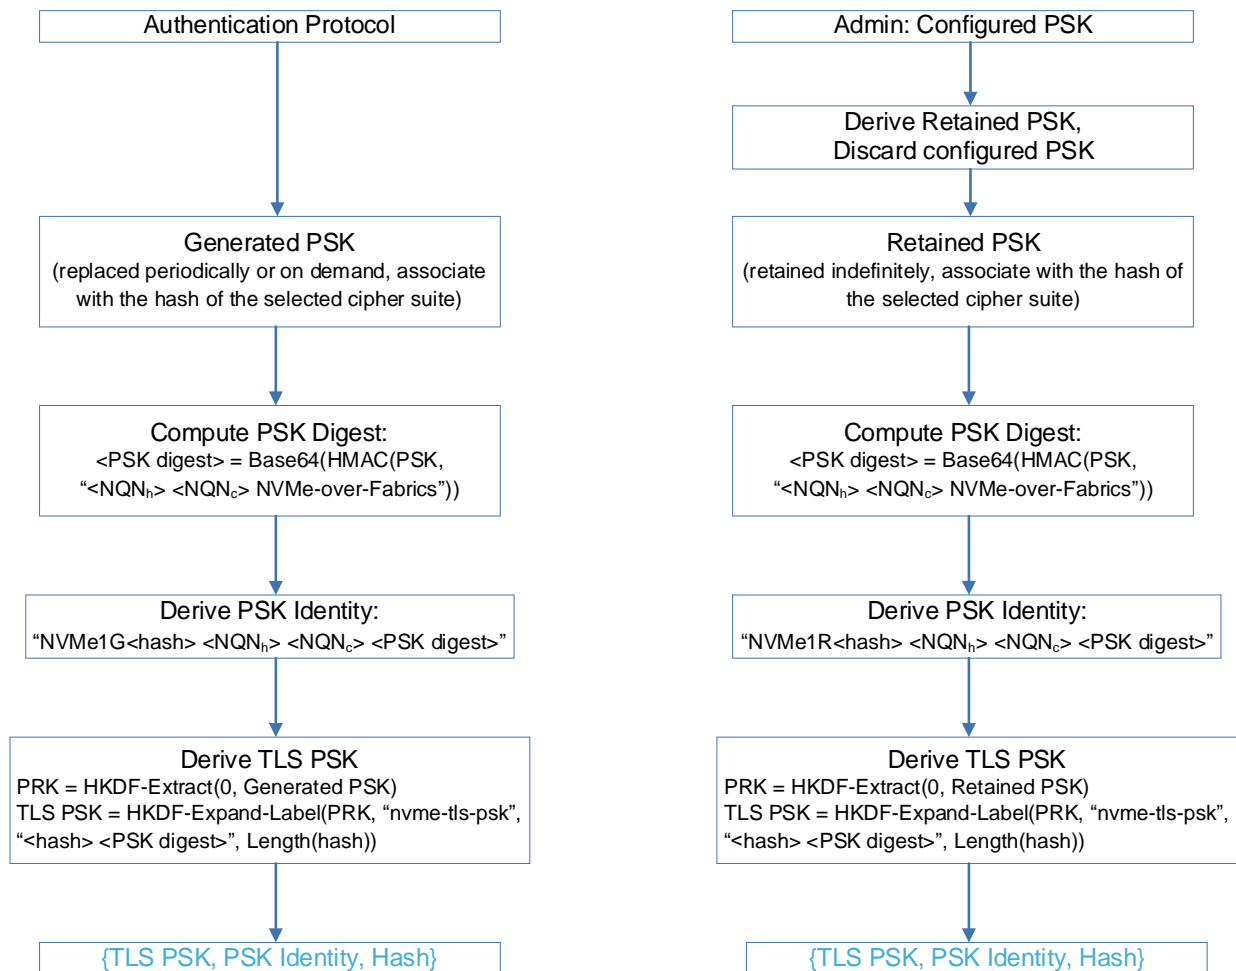 Authentication Protocol
Generated PSK
(replaced periodically or on demand, associate
with the hash of the selected cipher suite)
Compute PSK Digest:
<PSK digest> = Base64(HMAC(PSK,
“<NQNh> <NQNc> NVMe-over-Fabrics”))
Derive PSK Identity:
“NVMe1G<hash> <NQNh> <NQNc> <PSK digest>”
Derive TLS PSK
PRK = HKDF-Extract(0, Generated PSK)
TLS PSK = HKDF-Expand-Label(PRK, “nvme-tls-psk”,
“<hash> <PSK digest>”, Length(hash))
{TLS PSK, PSK Identity, Hash}
Admin: Configured PSK
Derive Retained PSK,
Discard configured PSK
Retained PSK
(retained indefinitely, associate with the hash of
the selected cipher suite)
Compute PSK Digest:
<PSK digest> = Base64(HMAC(PSK,
“<NQNh> <NQNc> NVMe-over-Fabrics”))
Derive PSK Identity:
“NVMe1R<hash> <NQNh> <NQNc> <PSK digest>”
Derive TLS PSK
PRK = HKDF-Extract(0, Retained PSK)
TLS PSK = HKDF-Expand-Label(PRK, “nvme-tls-psk”,
“<hash> <PSK digest>”, Length(hash))
{TLS PSK, PSK Identity, Hash}